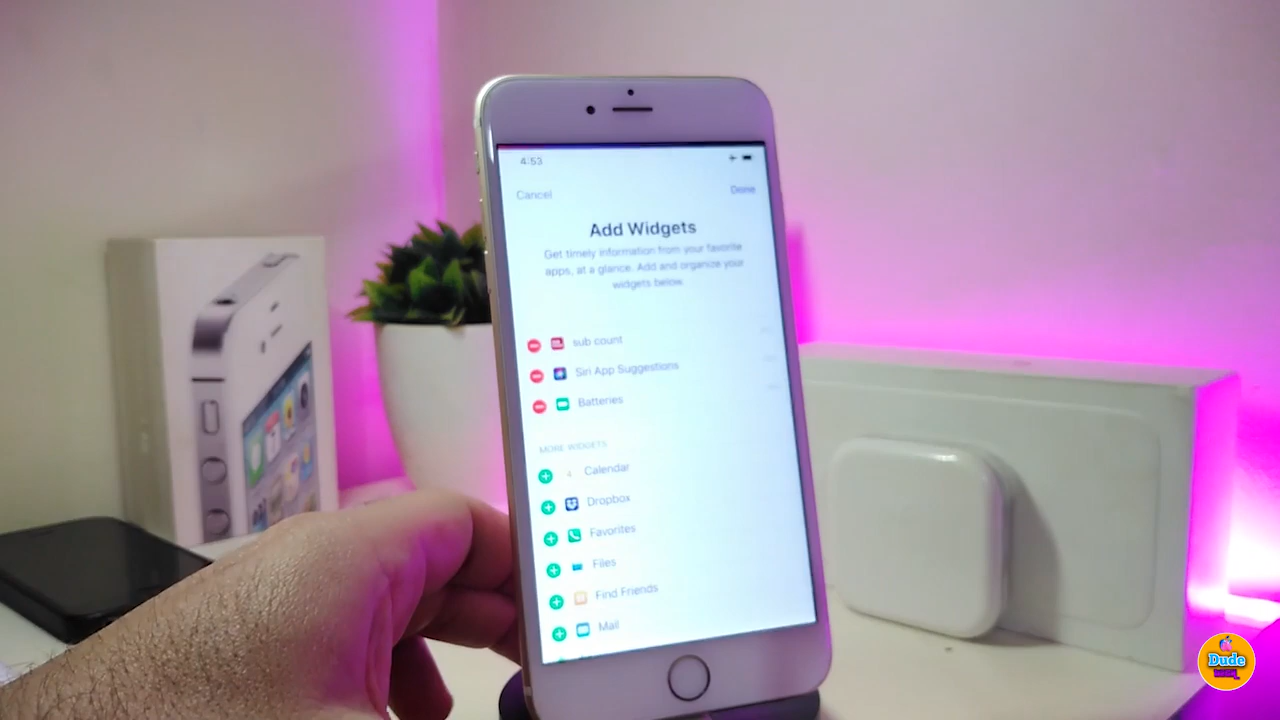 4:53
Cancel
Done
Add Widgets
Get timely information from your favorite
apps, at a glance. Add and organize your
widgets below.
sub count
Siri App Suggestions
Batteries
MORE WIDGETS
Calendar
Dropbox
Favorites
Files
Find Friends
Mail
Dude